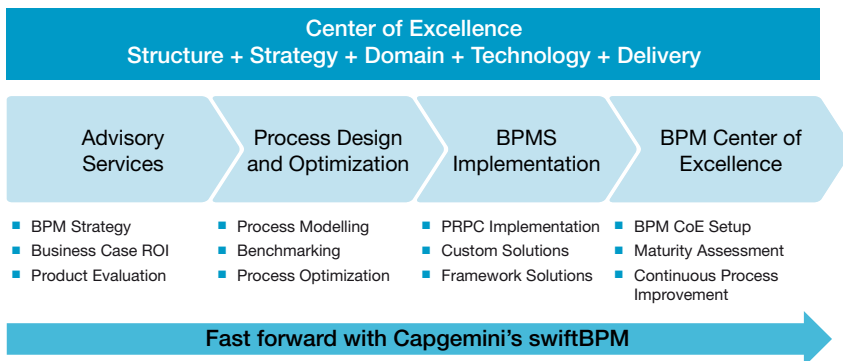 Center of Excellence
Structure + Strategy + Domain + Technology + Delivery
Advisory
Services
Process Design
and Optimization
BPMS
Implementation
BPM Center of
Excellence
BPM Strategy
Business Case ROI
Product Evaluation
Process Modelling
Benchmarking
Process Optimization
PRPC Implementation
Custom Solutions
Framework Solutions
BPM CoE Setup
Maturity Assessment
Continuous Process
Improvement
Fast forward with Capgemini's swiftBPM